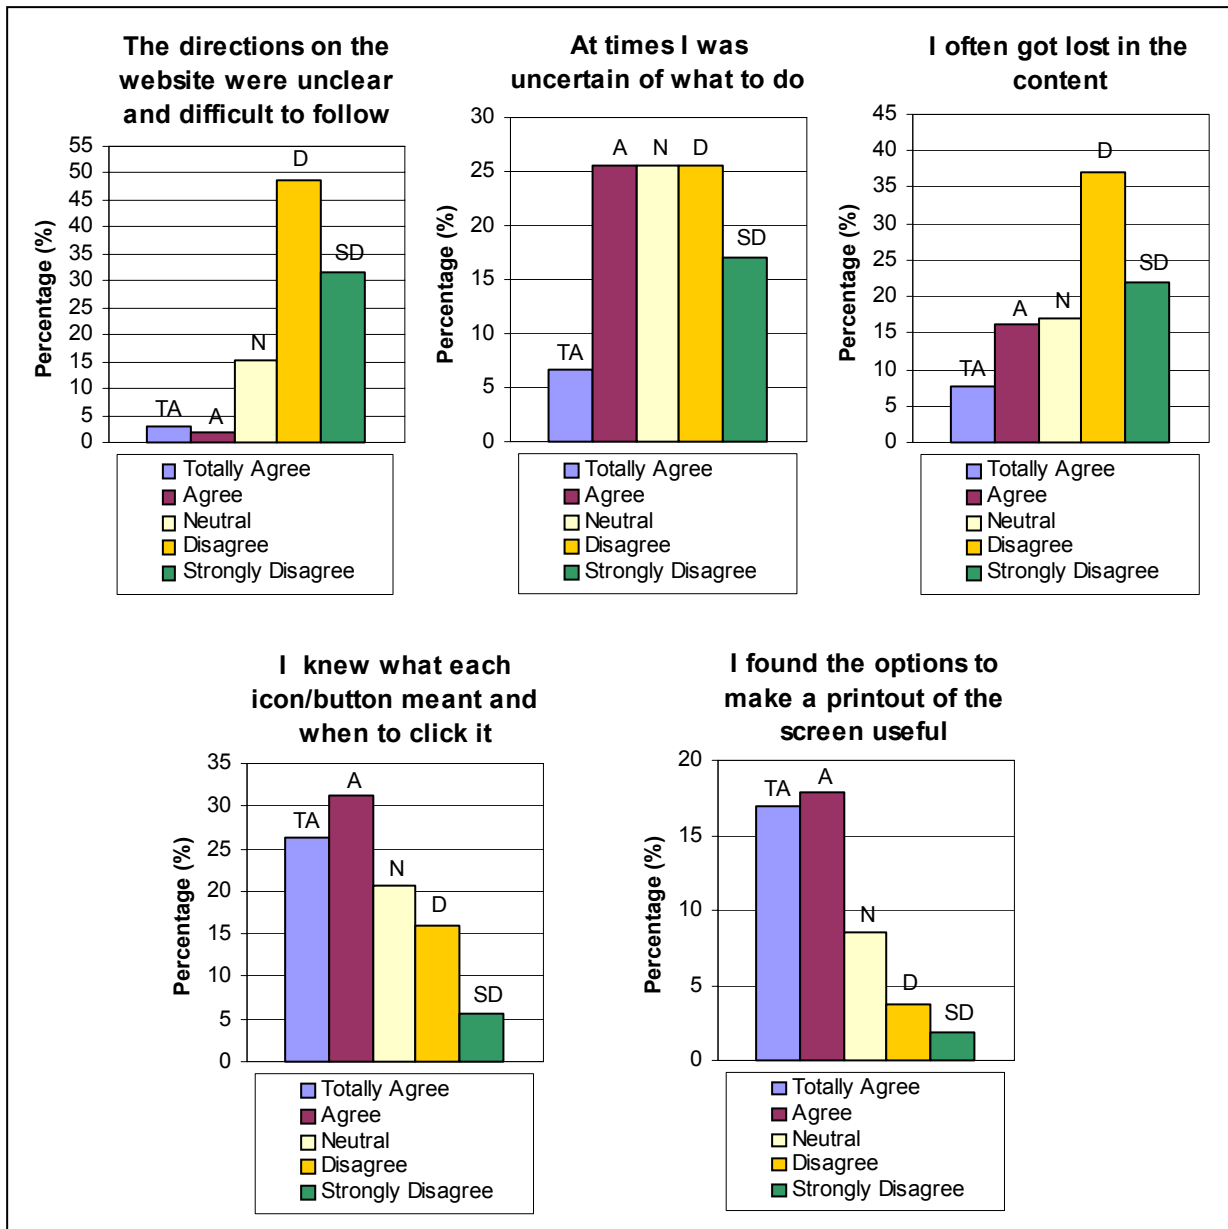 The directions on the
website were unclear
and difficult to follow
55
50
45
40
35
30
25
20
15
10
5
0
Percentage (%)
TA
A
N
D
SD
Totally Agree
Agree
Neutral
Disagree
Strongly Disagree
At times I was
uncertain of what to do
30
25
20
15
10
5
0
Percentage (%)
TA
A
N
D
SD
Totally Agree
Agree
Neutral
Disagree
Strongly Disagree
I often got lost in the
content
45
40
35
30
25
20
15
10
5
0
Percentage (%)
TA
A
N
D
SD
Totally Agree
Agree
Neutral
Disagree
Strongly Disagree
I knew what each
icon/button meant and
when to click it
35
30
25
20
15
10
5
0
Percentage (%)
TA
A
N
D
SD
Totally Agree
Agree
Neutral
Disagree
Strongly Disagree
I found the options to
make a printout of the
screen useful
20
15
10
5
0
Percentage (%)
TA
A
N
D
SD
Totally Agree
Agree
Neutral
Disagree
Strongly Disagree